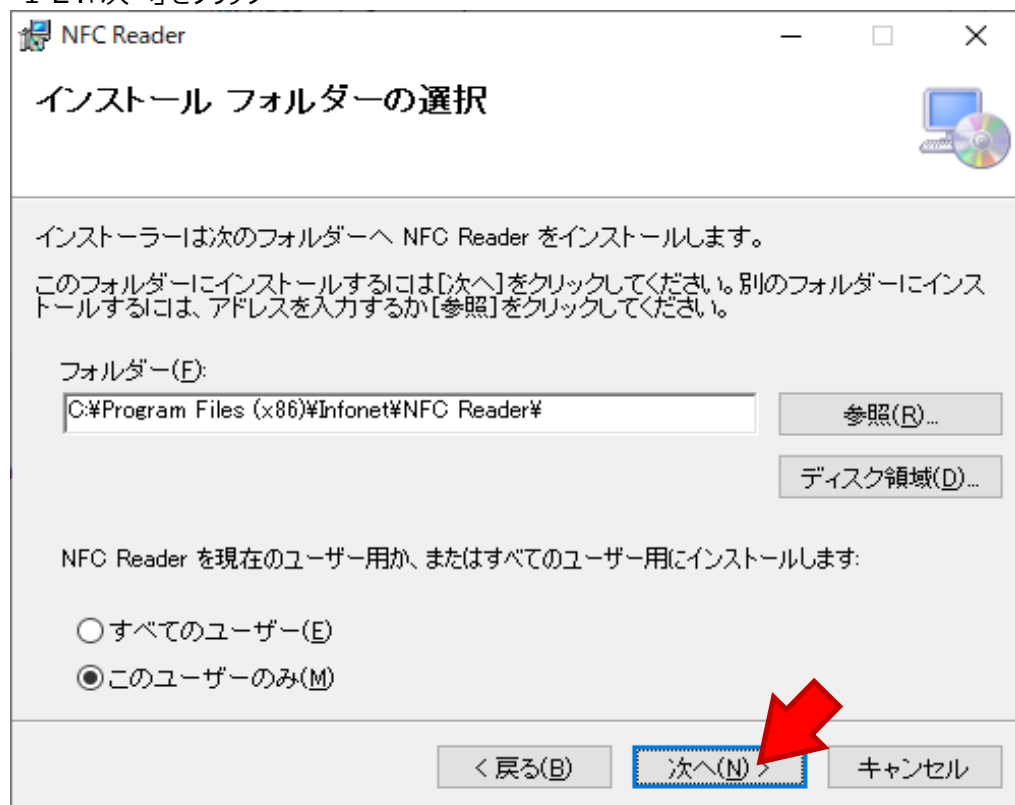 NFC Reader
インストール フォルダーの選択
インストーラーは次のフォルダーへ NFC Reader をインストールします。
このフォルダーにインストールするには[次へ]をクリックしてください。別のフォルダーにインス
トールするには、アドレスを入力するか[参照]をクリックしてください。
フォルダー(F):
C:¥Program Files (x86)¥Infonet¥NFC Reader¥
参照(R)...
ディスク領域(D)...
NFC Reader を現在のユーザー用か、またはすべてのユーザー用にインストールします:
すべてのユーザー(E)
このユーザーのみ(M)
< 戻る(B)
次へ(N) >
キャンセル